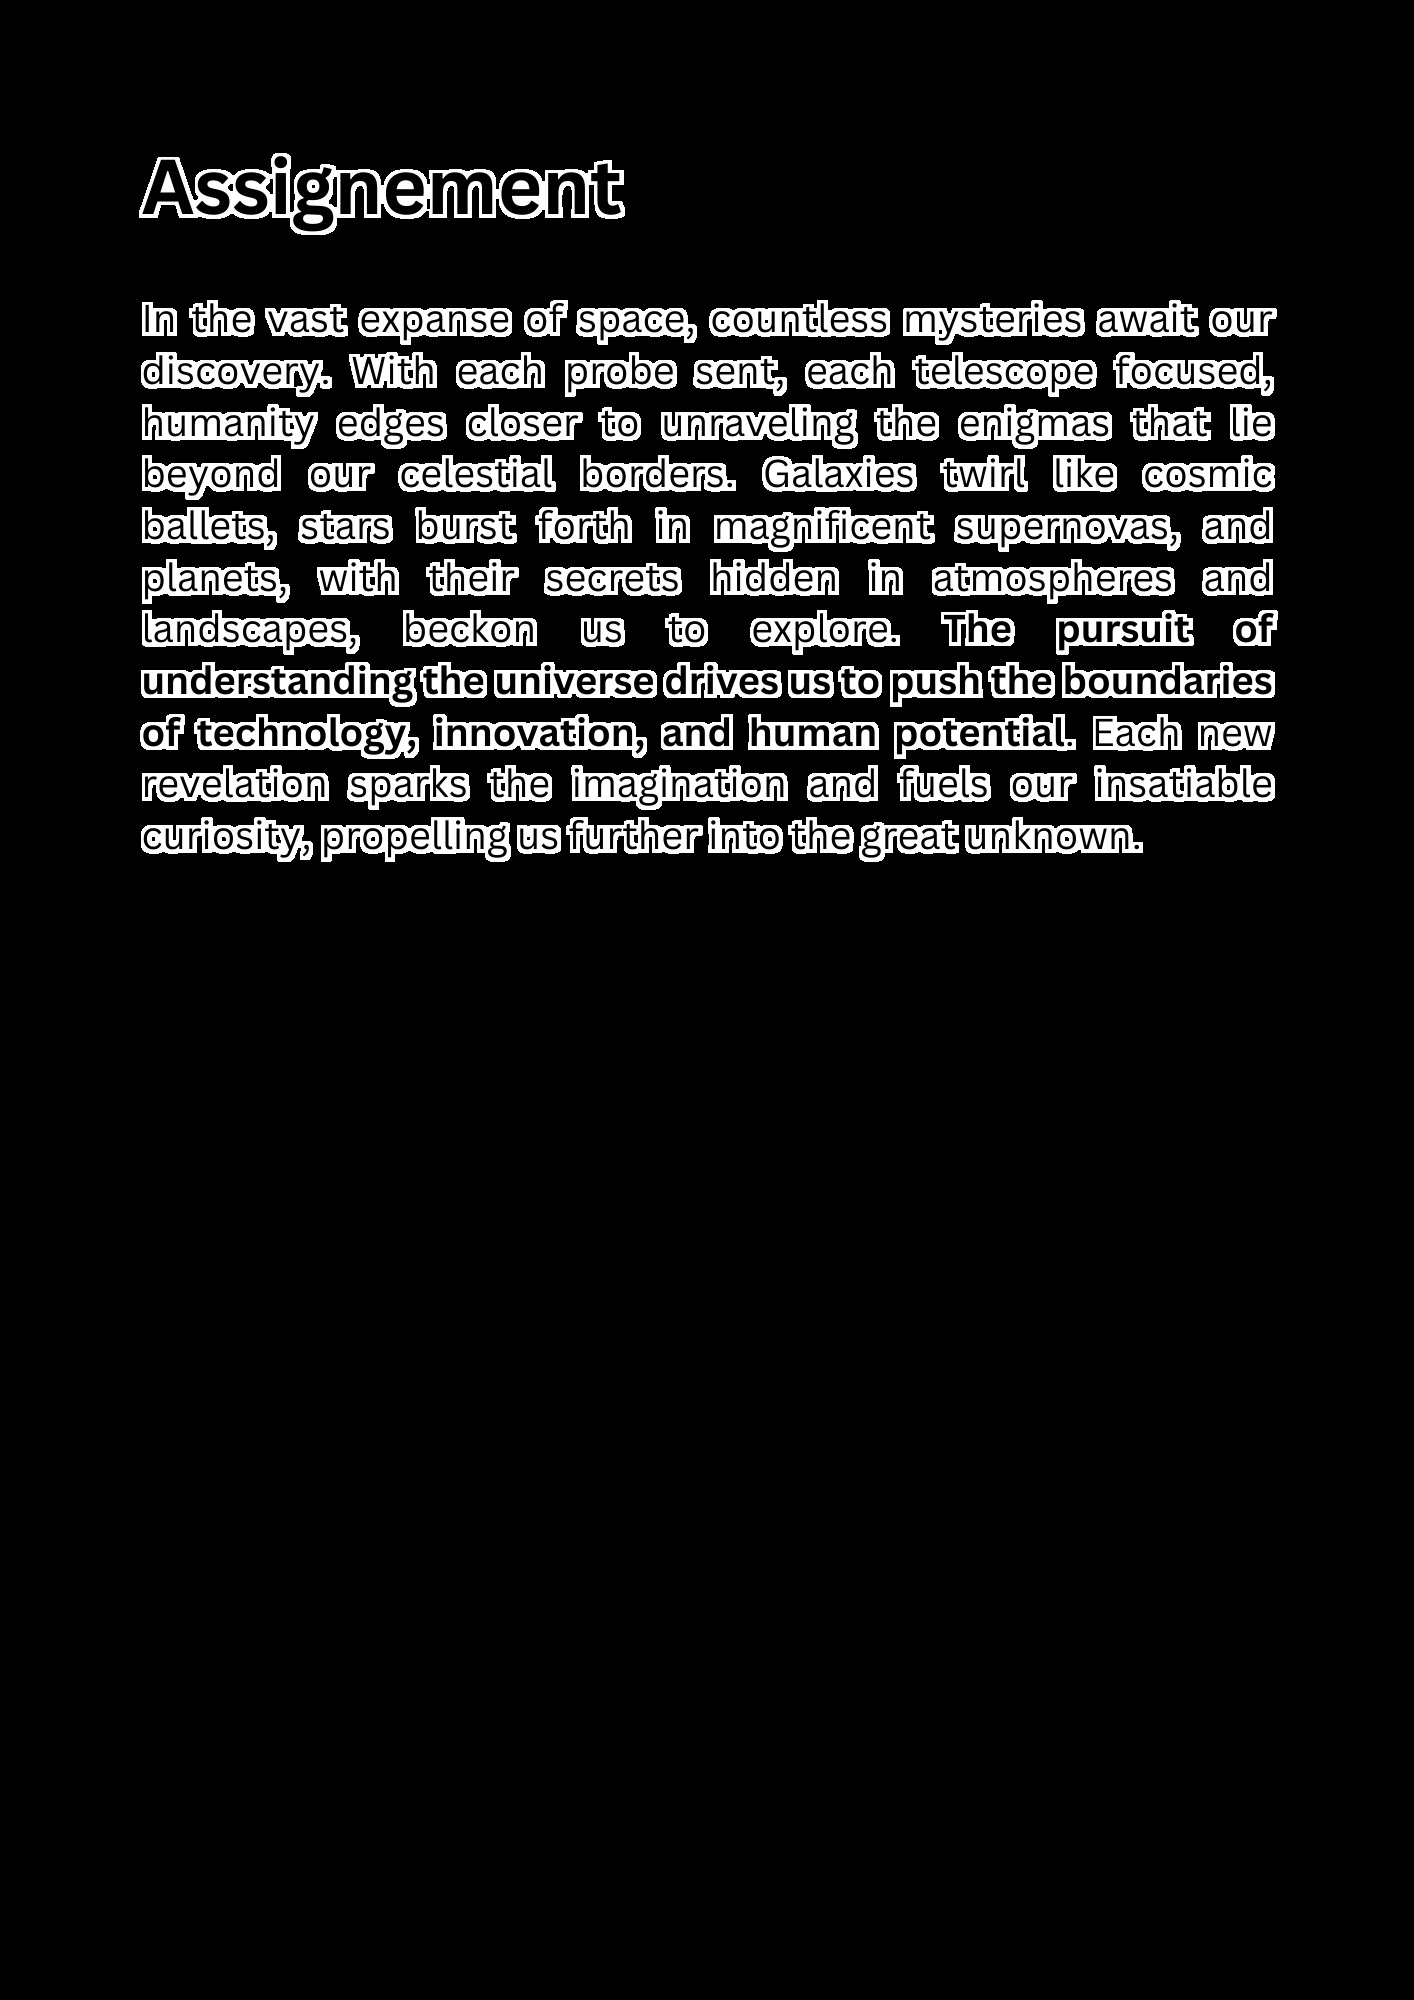 Assignement
In the vast expanse of space, countless mysteries await our
discovery. With each probe sent, each telescope focused,
humanity edges closer to unraveling the enigmas that lie
beyond our celestial borders. Galaxies twirl like cosmic
ballets, stars burst forth in magnificent supernovas, and
planets, with their secrets hidden in atmospheres and
landscapes, beckon us to explore. The pursuit of
understanding the universe drives us to push the boundaries
of technology, innovation, and human potential. Each new
revelation sparks the imagination and fuels our insatiable
curiosity, propelling us further into the great unknown.